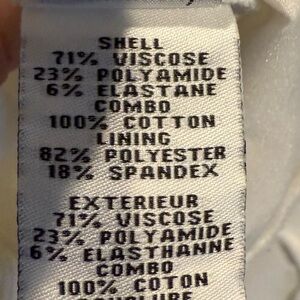 SHELL
71% VISCOSE
23% POLYAMIDE
6% ELASTANE
COMBO
100% COTTON
LINING
82% POLYESTER
18% SPANDEX
EXTERIEUR
71% VISCOSE
23% POLYAMIDE
6% ELASTHANNE
COMBO
100% COTON
DOUBLURE